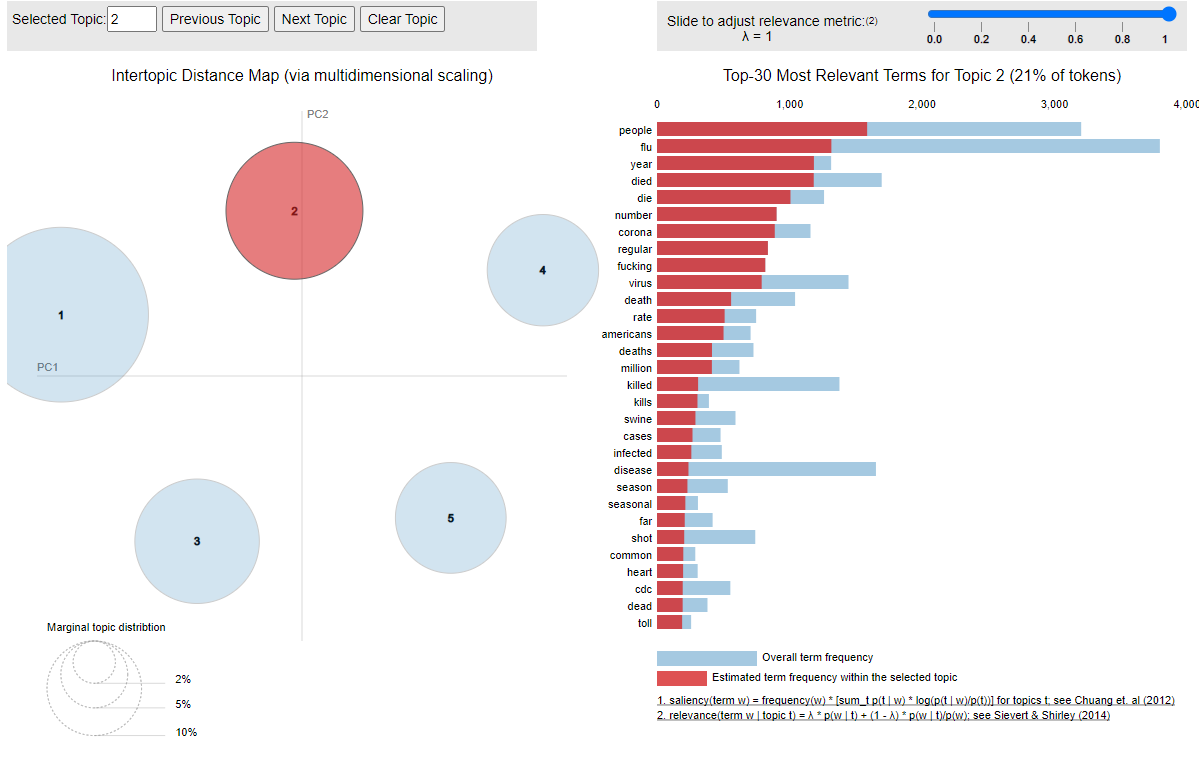 Selected Topic: 2 Previous Topic Next Topic Clear Topic
Slide to adjust relevance metric:(2)
λ = 1
0.0 0.2 0.4 0.6 0.8 1
Intertopic Distance Map (via multidimensional scaling)
PC2
PC1
1
2
3
4
5
Marginal topic distribtion
2%
5%
10%
Top-30 Most Relevant Terms for Topic 2 (21% of tokens)
0 1,000 2,000 3,000 4,000
people
flu
year
died
die
number
corona
regular
fucking
virus
death
rate
americans
deaths
million
killed
kills
swine
cases
infected
disease
season
seasonal
far
shot
common
heart
cdc
dead
toll
Overall term frequency
Estimated term frequency within the selected topic
1. saliency(term w) = frequency(w) * [sum_t p(t | w) * log(p(t | w)/p(t))] for topics t; see Chuang et. al (2012)
2. relevance(term w | topic t) = λ * p(w | t) + (1 - λ) * p(w | t)/p(w); see Sievert & Shirley (2014)